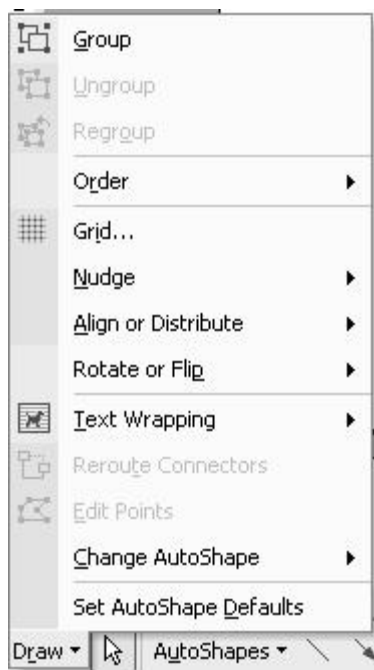 Group
Ungroup
Regroup
Order
Grid...
Nudge
Align or Distribute
Rotate or Flip
Text Wrapping
Reroute Connectors
Edit Points
Change AutoShape
Set AutoShape Defaults
Draw AutoShapes